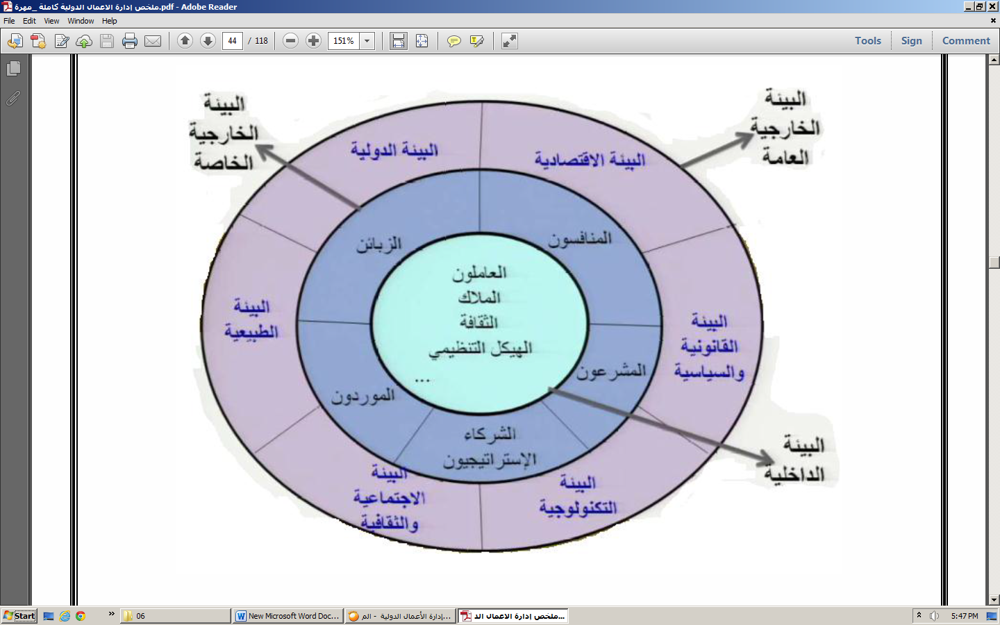 ملخص إدارة الاعمال الدولية كاملة _مهرة.pdf - Adobe Reader
File Edit View Window Help
44 / 118 151% Tools Sign Comment
البيئة
الخارجية
العامة
البيئة
الخارجية
الخاصة
البيئة الاقتصادية
البيئة الدولية
المنافسون
الزبائن
العاملون
الملاك
الثقافة
الهيكل التنظيمي
...
البيئة
القانونية
والسياسية
البيئة
الطبيعية
المشرعون
الموردون
الشركاء
الإستراتيجيون
البيئة
الداخلية
البيئة
التكنولوجية
البيئة
الاجتماعية
والثقافية
Start » 06 New Microsoft Word Doc... إدارة الأعمال الدولية - الم... ملخص إدارة الاعمال الد... 5:47 PM